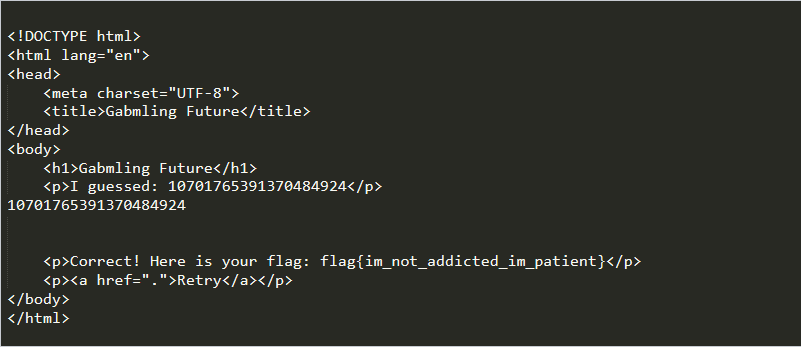 <!DOCTYPE html>
<html lang="en">
<head>
    <meta charset="UTF-8">
    <title>Gabmling Future</title>
</head>
<body>
    <h1>Gabmling Future</h1>
    <p>I guessed: 10701765391370484924</p>
10701765391370484924
    <p>Correct! Here is your flag: flag{im_not_addicted_im_patient}</p>
    <p><a href=".">Retry</a></p>
</body>
</html>